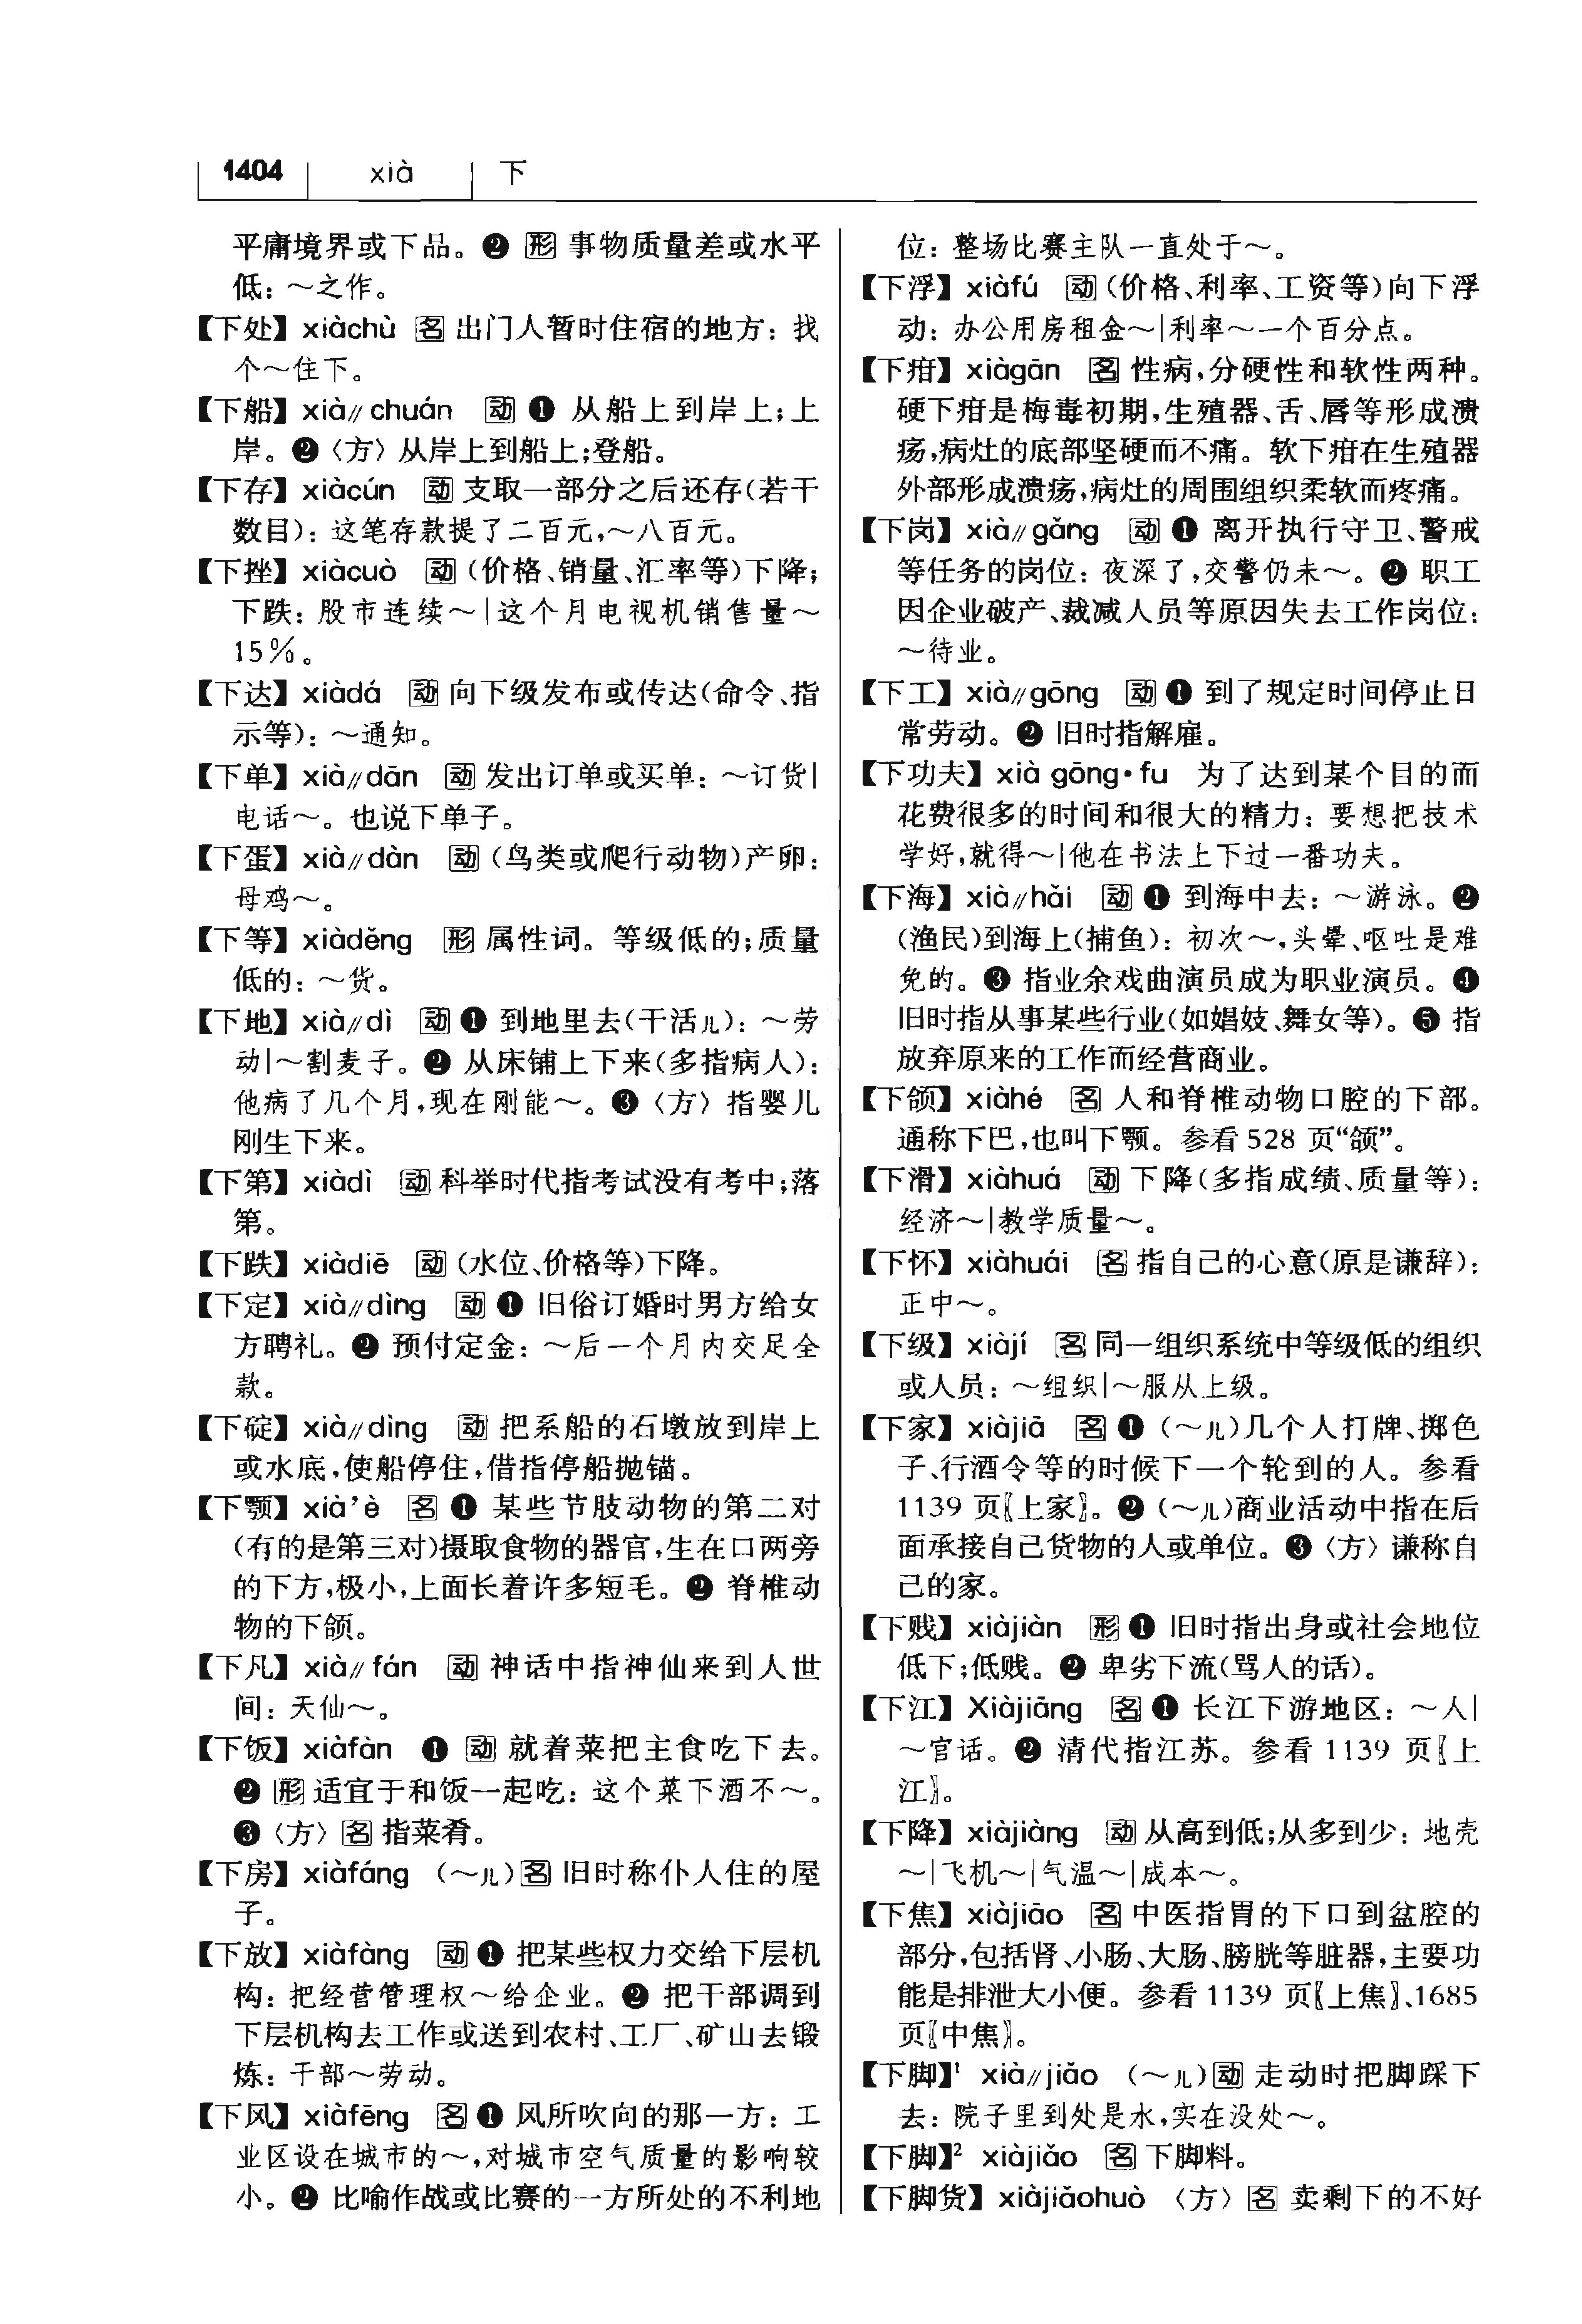 1404 xià 下
平庸境界或下品。❷ 形 事物质量差或水平
低：～之作。
【下处】xiàchù 名 出门人暂时住宿的地方：找
个～住下。
【下船】xià∥chuán 动 ❶ 从船上到岸上；上
岸。❷〈方〉从岸上到船上；登船。
【下存】xiàcún 动 支取一部分之后还存（若干
数目）：这笔存款提了二百元，～八百元。
【下挫】xiàcuò 动（价格、销量、汇率等）下降；
下跌：股市连续～|这个月电视机销售量～
15％。
【下达】xiàdá 动 向下级发布或传达（命令、指
示等）：～通知。
【下单】xià∥dān 动 发出订单或买单：～订货|
电话～。也说下单子。
【下蛋】xià∥dàn 动（鸟类或爬行动物）产卵：
母鸡～。
【下等】xiàděng 形 属性词。等级低的；质量
低的：～货。
【下地】xià∥dì 动 ❶ 到地里去（干活儿）：～劳
动|～割麦子。❷ 从床铺上下来（多指病人）：
他病了几个月，现在刚能～。❸〈方〉指婴儿
刚生下来。
【下第】xiàdì 动 科举时代指考试没有考中；落
第。
【下跌】xiàdiē 动（水位、价格等）下降。
【下定】xià∥dìng 动 ❶ 旧俗订婚时男方给女
方聘礼。❷ 预付定金：～后一个月内交足全
款。
【下碇】xià∥dìng 动 把系船的石墩放到岸上
或水底，使船停住，借指停船抛锚。
【下颚】xià’è 名 ❶ 某些节肢动物的第二对
（有的是第三对）摄取食物的器官，生在口两旁
的下方，极小，上面长着许多短毛。❷ 脊椎动
物的下颌。
【下凡】xià∥fán 动 神话中指神仙来到人世
间：天仙～。
【下饭】xiàfàn ❶ 动 就着菜把主食吃下去。
❷ 形 适宜于和饭一起吃：这个菜下酒不～。
❸〈方〉名 指菜肴。
【下房】xiàfáng （～儿）名 旧时称仆人住的屋
子。
【下放】xiàfàng 动 ❶ 把某些权力交给下层机
构：把经营管理权～给企业。❷ 把干部调到
下层机构去工作或送到农村、工厂、矿山去锻
炼：干部～劳动。
【下风】xiàfēng 名 ❶ 风所吹向的那一方：工
业区设在城市的～，对城市空气质量的影响较
小。❷ 比喻作战或比赛的一方所处的不利地
位：整场比赛主队一直处于～。
【下浮】xiàfú 动（价格、利率、工资等）向下浮
动：办公用房租金～|利率～一个百分点。
【下疳】xiàgān 名 性病，分硬性和软性两种。
硬下疳是梅毒初期，生殖器、舌、唇等形成溃
疡，病灶的底部坚硬而不痛。软下疳在生殖器
外部形成溃疡，病灶的周围组织柔软而疼痛。
【下岗】xià∥gǎng 动 ❶ 离开执行守卫、警戒
等任务的岗位：夜深了，交警仍未～。❷ 职工
因企业破产、裁减人员等原因失去工作岗位：
～待业。
【下工】xià∥gōng 动 ❶ 到了规定时间停止日
常劳动。❷ 旧时指解雇。
【下功夫】xià gōng·fu 为了达到某个目的而
花费很多的时间和很大的精力：要想把技术
学好，就得～|他在书法上下过一番功夫。
【下海】xià∥hǎi 动 ❶ 到海中去：～游泳。❷
（渔民）到海上（捕鱼）：初次～，头晕、呕吐是难
免的。❸ 指业余戏曲演员成为职业演员。❹
旧时指从事某些行业（如娼妓、舞女等）。❺ 指
放弃原来的工作而经营商业。
【下颌】xiàhé 名 人和脊椎动物口腔的下部。
通称下巴，也叫下颚。参看 528 页“颌”。
【下滑】xiàhuá 动 下降（多指成绩、质量等）：
经济～|教学质量～。
【下怀】xiàhuái 名 指自己的心意（原是谦辞）：
正中～。
【下级】xiàjí 名 同一组织系统中等级低的组织
或人员：～组织|～服从上级。
【下家】xiàjiā 名 ❶（～儿）几个人打牌、掷色
子、行酒令等的时候下一个轮到的人。参看
1139 页〖上家〗。❷（～儿）商业活动中指在后
面承接自己货物的人或单位。❸〈方〉谦称自
己的家。
【下贱】xiàjiàn 形 ❶ 旧时指出身或社会地位
低下；低贱。❷ 卑劣下流（骂人的话）。
【下江】Xiàjiāng 名 ❶ 长江下游地区：～人|
～官话。❷ 清代指江苏。参看 1139 页〖上
江〗。
【下降】xiàjiàng 动 从高到低；从多到少：地壳
～|飞机～|气温～|成本～。
【下焦】xiàjiāo 名 中医指胃的下口到盆腔的
部分，包括肾、小肠、大肠、膀胱等脏器，主要功
能是排泄大小便。参看 1139 页〖上焦〗、1685
页〖中焦〗。
【下脚】¹ xià∥jiǎo （～儿）动 走动时把脚踩下
去：院子里到处是水，实在没处～。
【下脚】² xiàjiǎo 名 下脚料。
【下脚货】xiàjiǎohuò 〈方〉名 卖剩下的不好